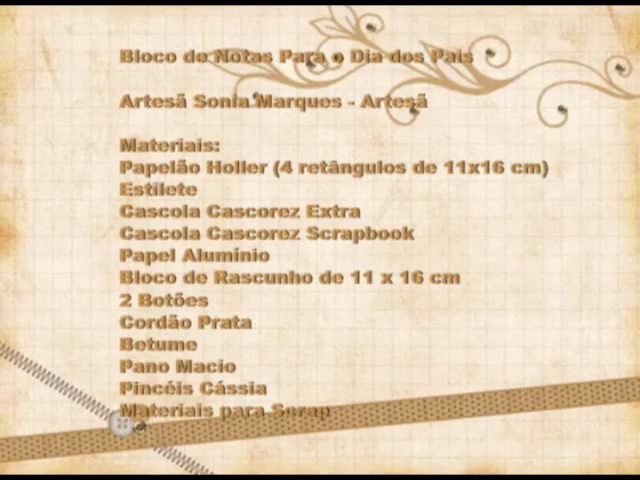 Bloco de Notas Para o Dia dos Pais
Artesã Sonia Marques - Artesã
Materiais:
Papelão Holler (4 retângulos de 11x16 cm)
Estilete
Cascola Cascorez Extra
Cascola Cascorez Scrapbook
Papel Alumínio
Bloco de Rascunho de 11 x 16 cm
2 Botões
Cordão Prata
Betume
Pano Macio
Pincéis Cássia
Materiais para Scrap